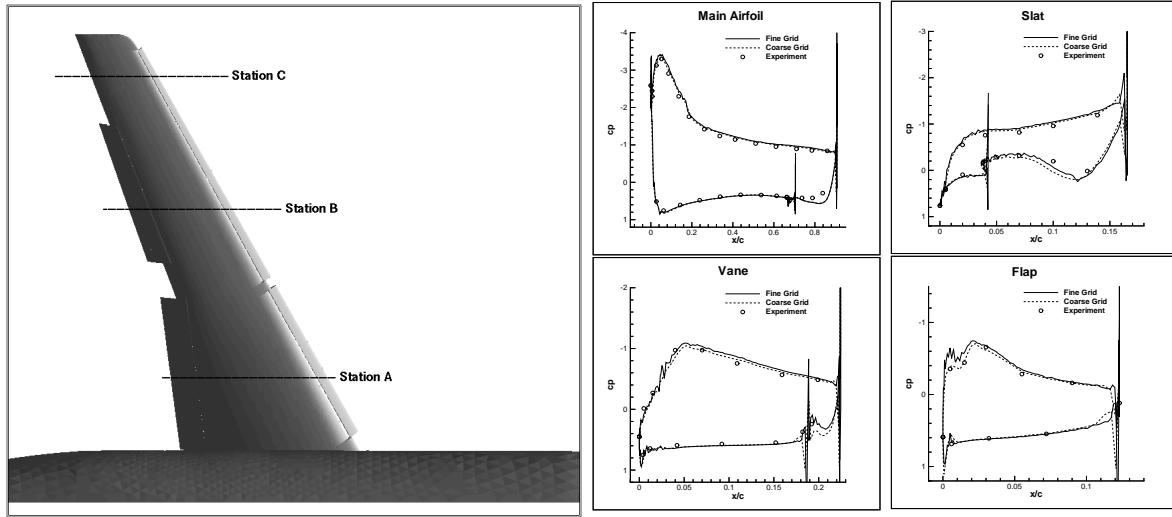 Station C
Station B
Station A
Main Airfoil
Fine Grid
Coarse Grid
Experiment
-4
-3
-2
-1
0
1
cp
0
0.2
0.4
0.6
0.8
x/c
Slat
Fine Grid
Coarse Grid
Experiment
-3
-2
-1
0
1
cp
0
0.05
0.1
0.15
x/c
Vane
Fine Grid
Coarse Grid
Experiment
-2
-1
0
1
cp
0
0.05
0.1
0.15
0.2
x/c
Flap
Fine Grid
Coarse Grid
Experiment
-1
0
1
cp
0
0.05
0.1
x/c